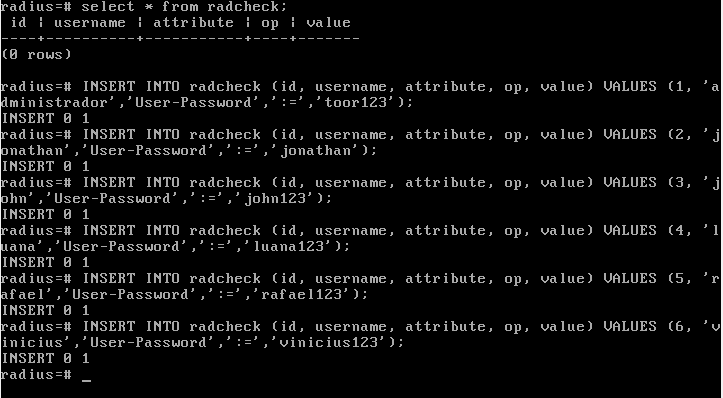 radius=# select * from radcheck;
 id | username | attribute | op | value
----+----------+-----------+----+-------
(0 rows)
radius=# INSERT INTO radcheck (id, username, attribute, op, value) VALUES (1, 'a
dministrador','User-Password',':=','toor123');
INSERT 0 1
radius=# INSERT INTO radcheck (id, username, attribute, op, value) VALUES (2, 'j
onathan','User-Password',':=','jonathan');
INSERT 0 1
radius=# INSERT INTO radcheck (id, username, attribute, op, value) VALUES (3, 'j
ohn','User-Password',':=','john123');
INSERT 0 1
radius=# INSERT INTO radcheck (id, username, attribute, op, value) VALUES (4, 'l
uana','User-Password',':=','luana123');
INSERT 0 1
radius=# INSERT INTO radcheck (id, username, attribute, op, value) VALUES (5, 'r
afael','User-Password',':=','rafael123');
INSERT 0 1
radius=# INSERT INTO radcheck (id, username, attribute, op, value) VALUES (6, 'v
inicius','User-Password',':=','vinicius123');
INSERT 0 1
radius=# _